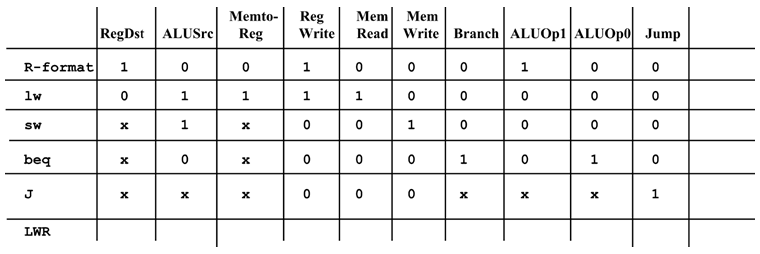 RegDst ALUSrc Memto-Reg Reg Write Mem Read Mem Write Branch ALUOp1 ALUOp0 Jump
R-format 1 0 0 1 0 0 0 1 0 0
lw 0 1 1 1 1 0 0 0 0 0
sw x 1 x 0 0 1 0 0 0 0
beq x 0 x 0 0 0 1 0 1 0
J x x x 0 0 0 x x x 1
LWR